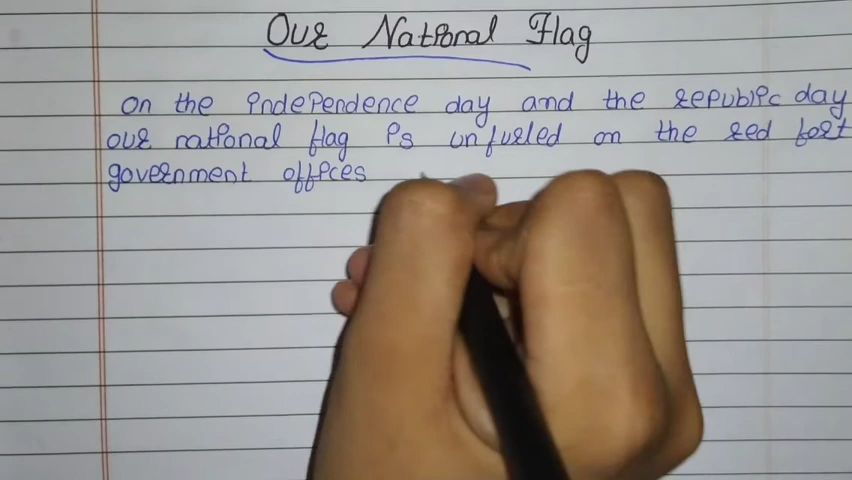 Our National Flag
On the independence day and the republic day
our national flag is unfurled on the red fort
government offices